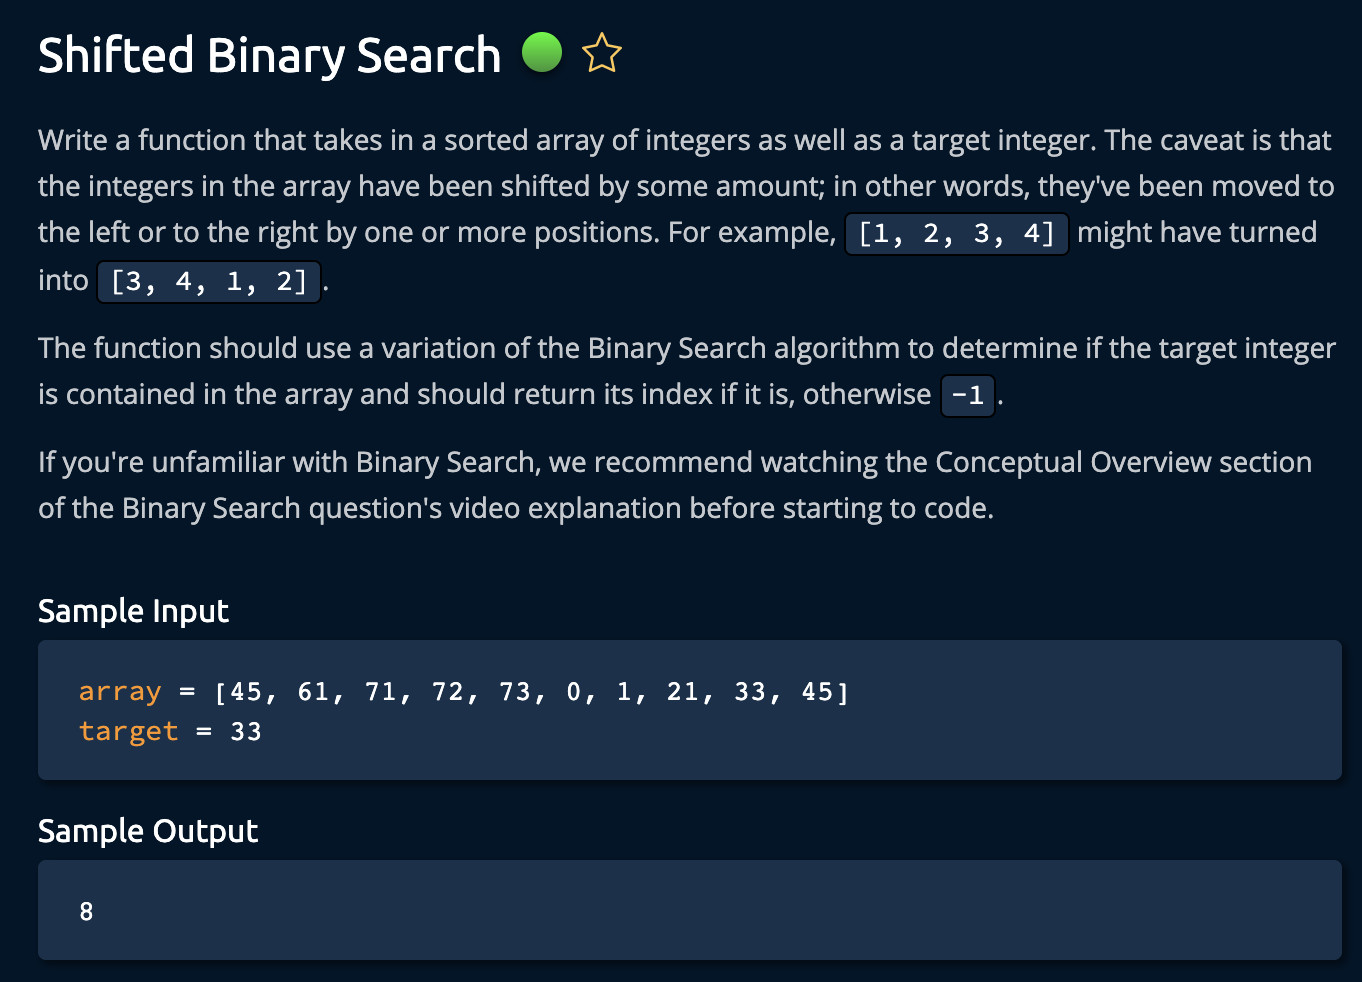 Shifted Binary Search
Write a function that takes in a sorted array of integers as well as a target integer. The caveat is that
the integers in the array have been shifted by some amount; in other words, they've been moved to
the left or to the right by one or more positions. For example, [1, 2, 3, 4] might have turned
into [3, 4, 1, 2].
The function should use a variation of the Binary Search algorithm to determine if the target integer
is contained in the array and should return its index if it is, otherwise -1.
If you're unfamiliar with Binary Search, we recommend watching the Conceptual Overview section
of the Binary Search question's video explanation before starting to code.
Sample Input
array = [45, 61, 71, 72, 73, 0, 1, 21, 33, 45]
target = 33
Sample Output
8